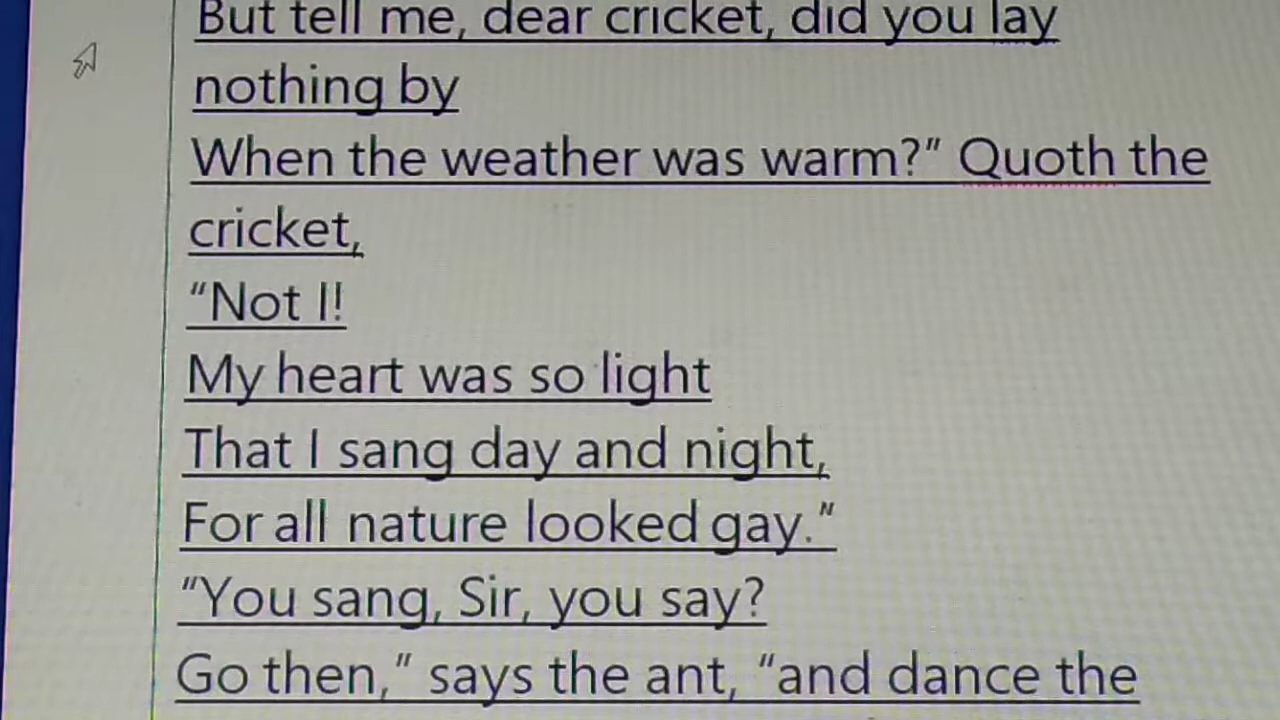 But tell me, dear cricket, did you lay
nothing by
When the weather was warm?” Quoth the
cricket,
“Not I!
My heart was so light
That I sang day and night,
For all nature looked gay.”
“You sang, Sir, you say?
Go then,” says the ant, “and dance the